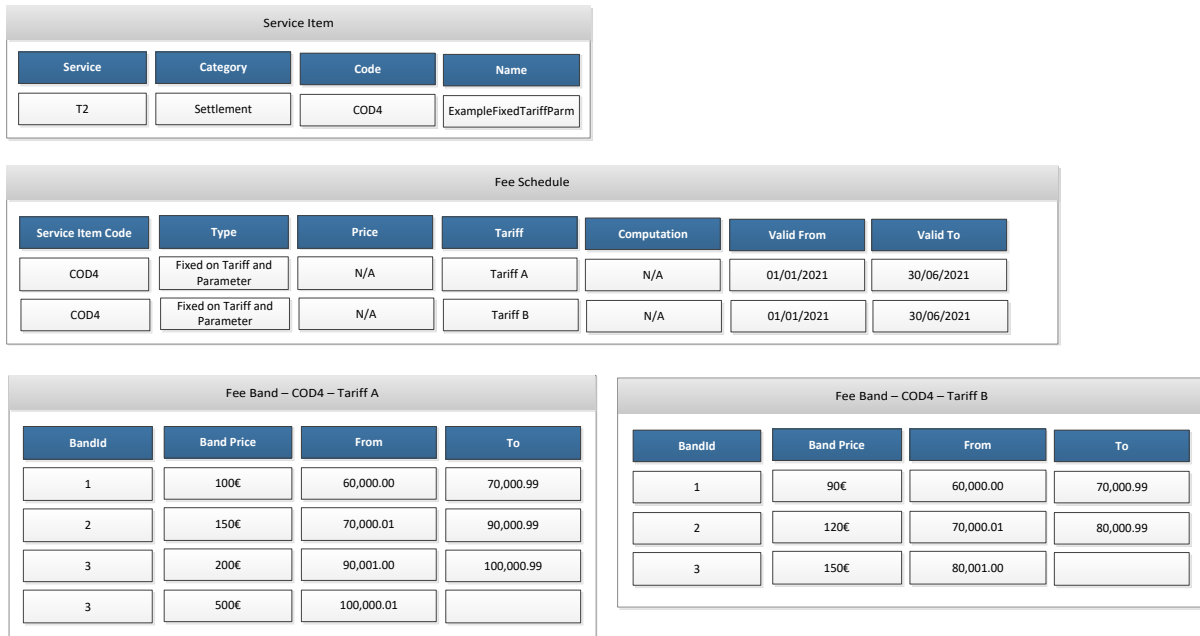 Service Item
Service Category Code Name
T2 Settlement COD4 ExampleFixedTariffParm
Fee Schedule
Service Item Code Type Price Tariff Computation Valid From Valid To
COD4 Fixed on Tariff and Parameter N/A Tariff A N/A 01/01/2021 30/06/2021
COD4 Fixed on Tariff and Parameter N/A Tariff B N/A 01/01/2021 30/06/2021
Fee Band – COD4 – Tariff A
BandId Band Price From To
1 100€ 60,000.00 70,000.99
2 150€ 70,000.01 90,000.99
3 200€ 90,001.00 100,000.99
3 500€ 100,000.01
Fee Band – COD4 – Tariff B
BandId Band Price From To
1 90€ 60,000.00 70,000.99
2 120€ 70,000.01 80,000.99
3 150€ 80,001.00